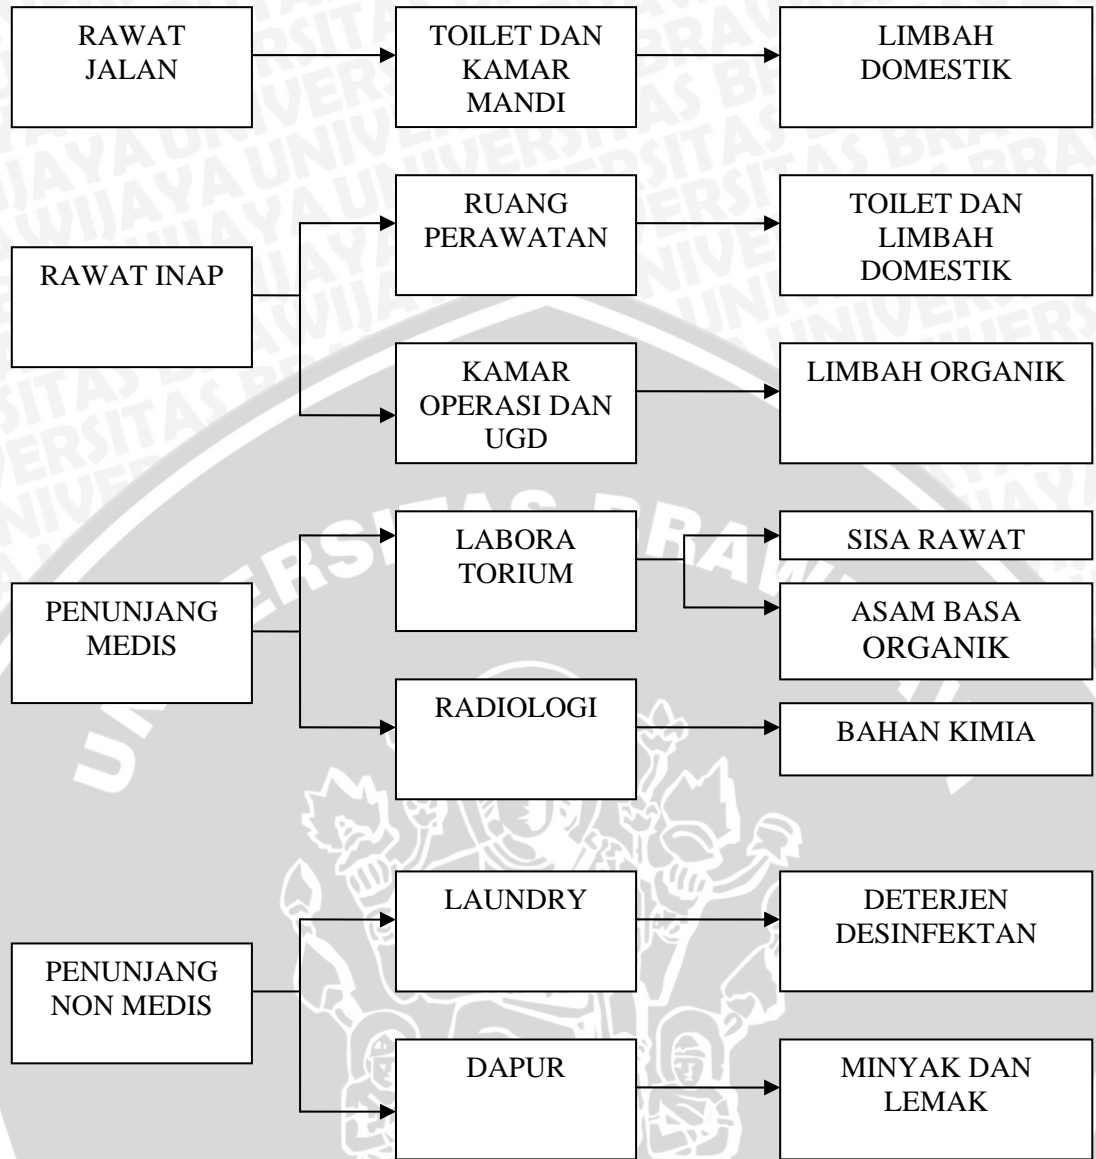 RAWAT
JALAN
TOILET DAN
KAMAR
MANDI
LIMBAH
DOMESTIK
RAWAT INAP
RUANG
PERAWATAN
TOILET DAN
LIMBAH
DOMESTIK
KAMAR
OPERASI DAN
UGD
LIMBAH ORGANIK
PENUNJANG
MEDIS
LABORA
TORIUM
SISA RAWAT
ASAM BASA
ORGANIK
RADIOLOGI
BAHAN KIMIA
PENUNJANG
NON MEDIS
LAUNDRY
DETERJEN
DESINFEKTAN
DAPUR
MINYAK DAN
LEMAK